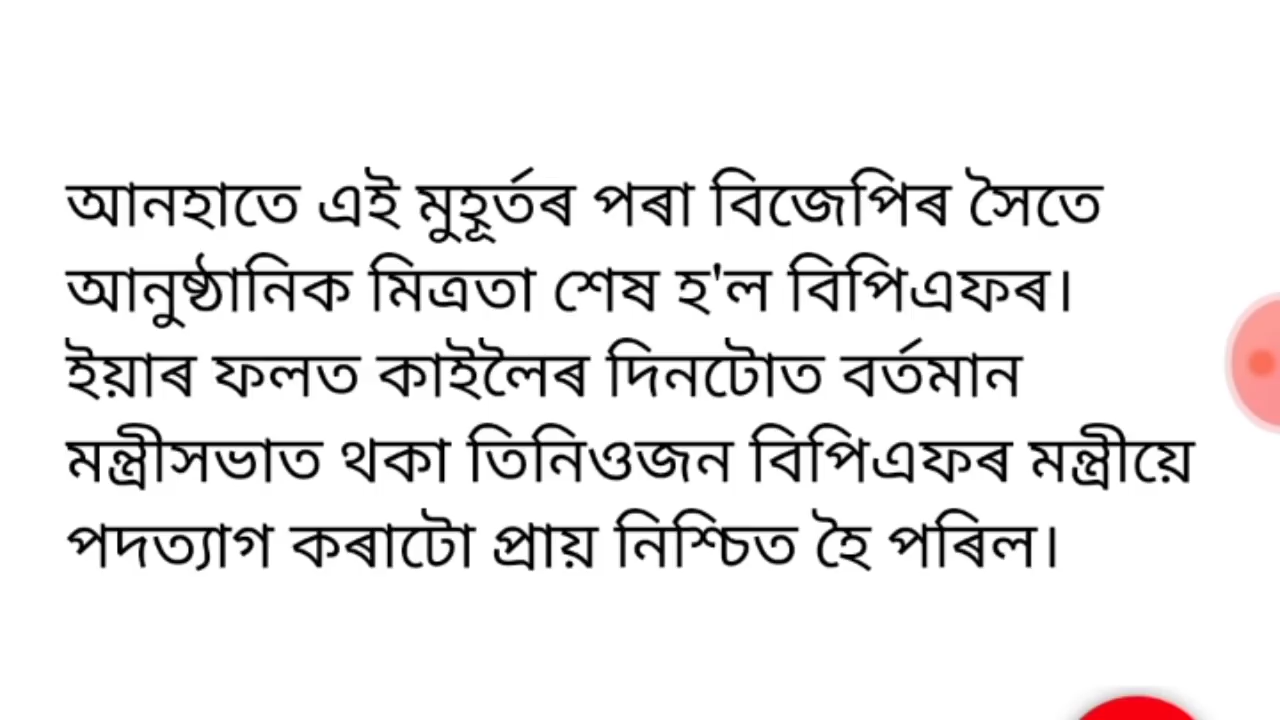 আনহাতে এই মুহূৰ্তৰ পৰা বিজেপিৰ সৈতে
আনুষ্ঠানিক মিত্ৰতা শেষ হ'ল বিপিএফৰ।
ইয়াৰ ফলত কাইলৈৰ দিনটোত বৰ্তমান
মন্ত্ৰীসভাত থকা তিনিওজন বিপিএফৰ মন্ত্ৰীয়ে
পদত্যাগ কৰাটো প্ৰায় নিশ্চিত হৈ পৰিল।